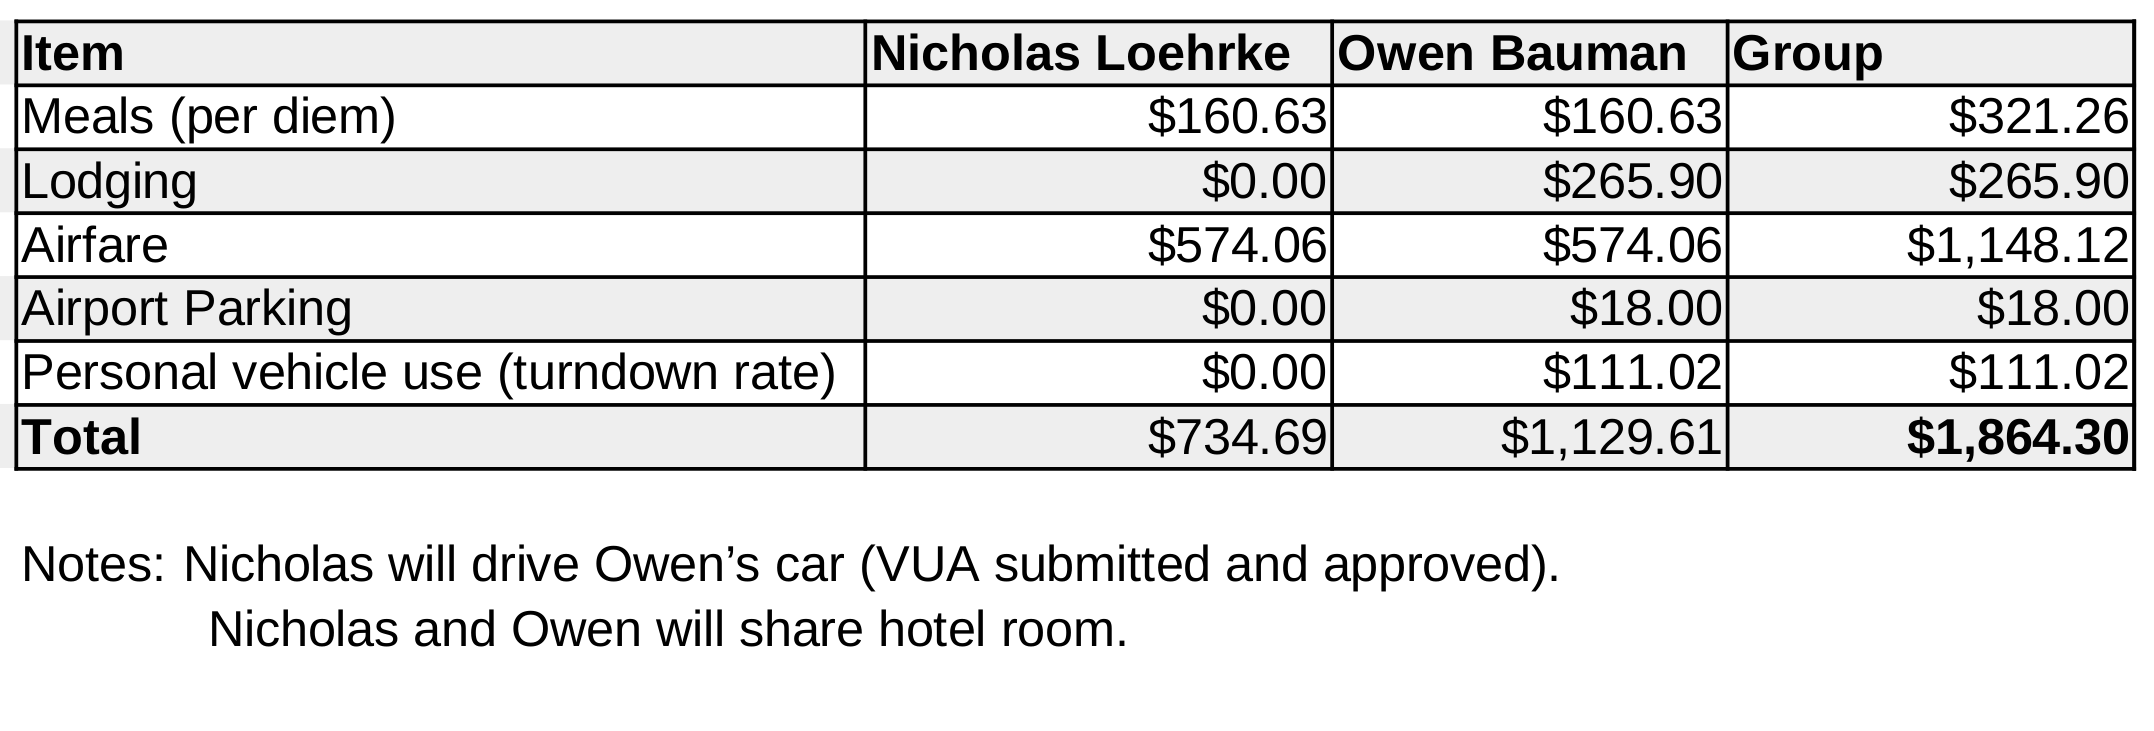 Item Nicholas Loehrke Owen Bauman Group
Meals (per diem) $160.63 $160.63 $321.26
Lodging $0.00 $265.90 $265.90
Airfare $574.06 $574.06 $1,148.12
Airport Parking $0.00 $18.00 $18.00
Personal vehicle use (turndown rate) $0.00 $111.02 $111.02
Total $734.69 $1,129.61 $1,864.30
Notes: Nicholas will drive Owen’s car (VUA submitted and approved).
Nicholas and Owen will share hotel room.